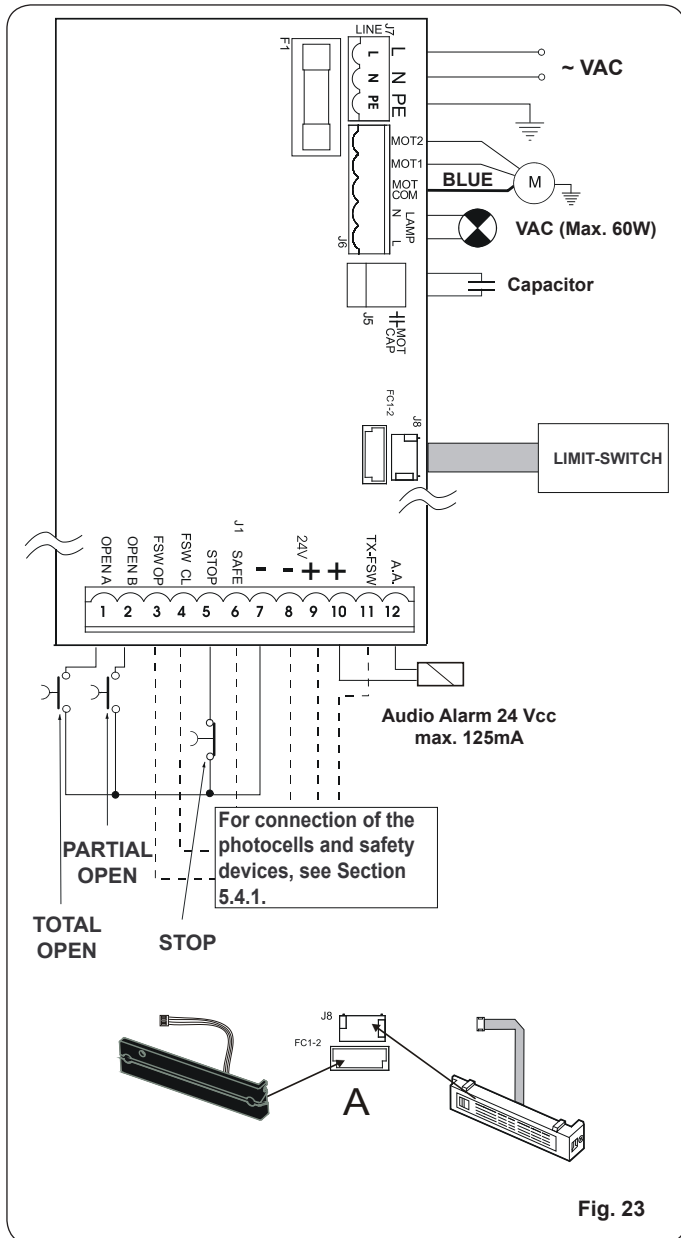 LINE J7
F1
L L
N N
PE PE
~ VAC
MOT2
MOT1
MOT COM
BLUE
M
N LAMP L
VAC (Max. 60W)
J6
Capacitor
J5
MOT CAP
FC1-2
J8
LIMIT-SWITCH
OPEN A
OPEN B
FSW OP
FSW CL
STOP
J1
SAFE
-
-
24V
+
+
TX-FSW
A.A.
1 2 3 4 5 6 7 8 9 10 11 12
Audio Alarm 24 Vcc
max. 125mA
For connection of the
photocells and safety
devices, see Section
5.4.1.
PARTIAL
OPEN
TOTAL
OPEN
STOP
J8
FC1-2
A
Fig. 23